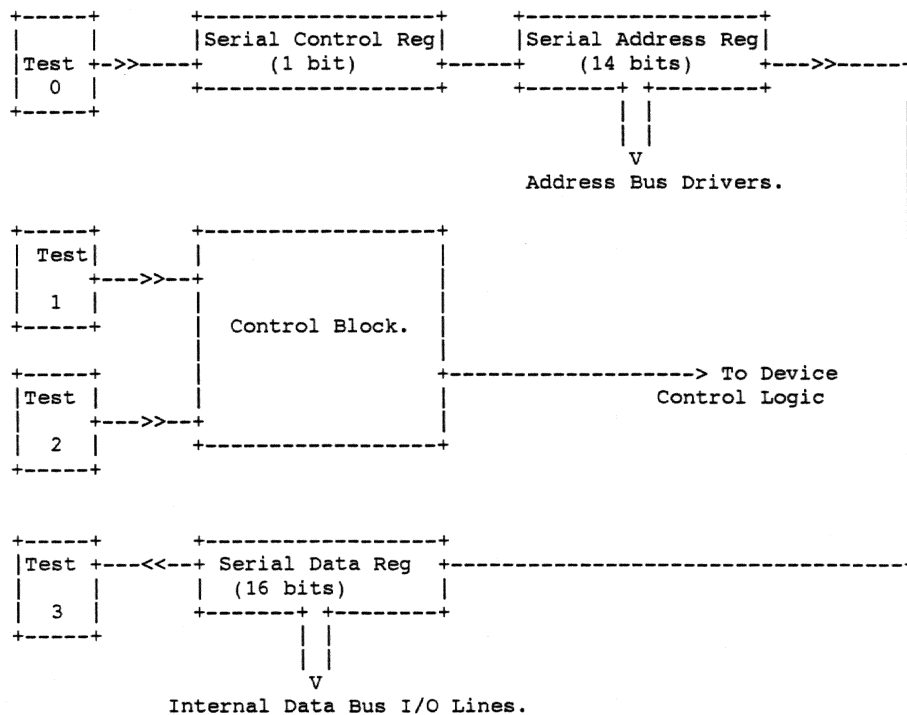 Serial Control Reg
(1 bit)
Serial Address Reg
(14 bits)
Test
0
Address Bus Drivers.
Test
1
Control Block.
To Device
Control Logic
Test
2
Test
3
Serial Data Reg
(16 bits)
Internal Data Bus I/O Lines.